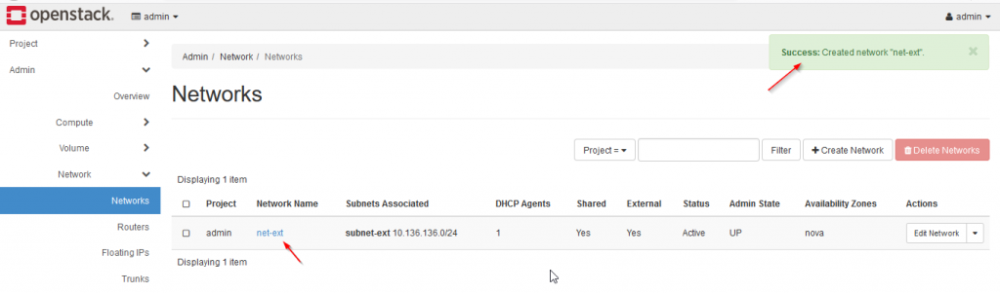 openstack. admin admin
Project
Admin
Overview
Compute
Volume
Network
Networks
Routers
Floating IPs
Trunks
Admin / Network / Networks
Success: Created network "net-ext".
Networks
Project = Filter + Create Network Delete Networks
Displaying 1 item
Project Network Name Subnets Associated DHCP Agents Shared External Status Admin State Availability Zones Actions
admin net-ext subnet-ext 10.136.136.0/24 1 Yes Yes Active UP nova Edit Network
Displaying 1 item